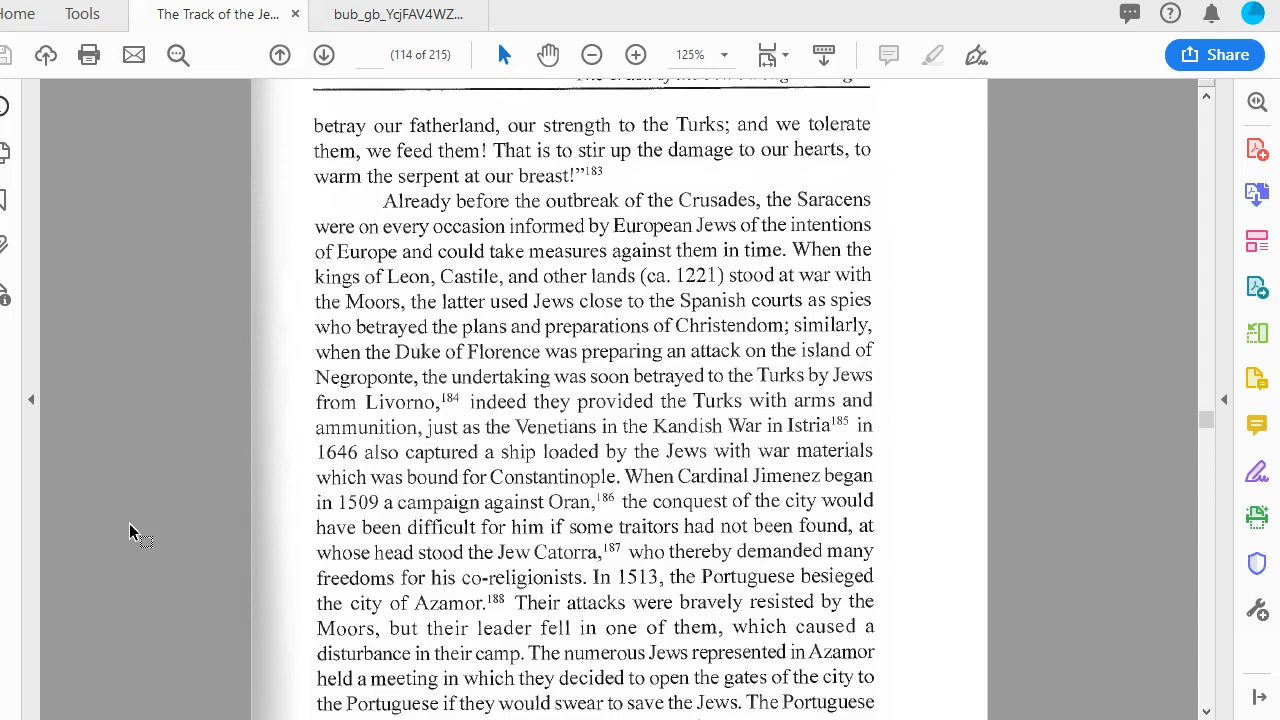 Home
Tools
The Track of the Je...
bub_gb_YcjFAV4WZ...
(114 of 215)
125%
Share
betray our fatherland, our strength to the Turks; and we tolerate
them, we feed them! That is to stir up the damage to our hearts, to
warm the serpent at our breast!”183
Already before the outbreak of the Crusades, the Saracens
were on every occasion informed by European Jews of the intentions
of Europe and could take measures against them in time. When the
kings of Leon, Castile, and other lands (ca. 1221) stood at war with
the Moors, the latter used Jews close to the Spanish courts as spies
who betrayed the plans and preparations of Christendom; similarly,
when the Duke of Florence was preparing an attack on the island of
Negroponte, the undertaking was soon betrayed to the Turks by Jews
from Livorno,184 indeed they provided the Turks with arms and
ammunition, just as the Venetians in the Kandish War in Istria185 in
1646 also captured a ship loaded by the Jews with war materials
which was bound for Constantinople. When Cardinal Jimenez began
in 1509 a campaign against Oran,186 the conquest of the city would
have been difficult for him if some traitors had not been found, at
whose head stood the Jew Catorra,187 who thereby demanded many
freedoms for his co-religionists. In 1513, the Portuguese besieged
the city of Azamor.188 Their attacks were bravely resisted by the
Moors, but their leader fell in one of them, which caused a
disturbance in their camp. The numerous Jews represented in Azamor
held a meeting in which they decided to open the gates of the city to
the Portuguese if they would swear to save the Jews. The Portuguese